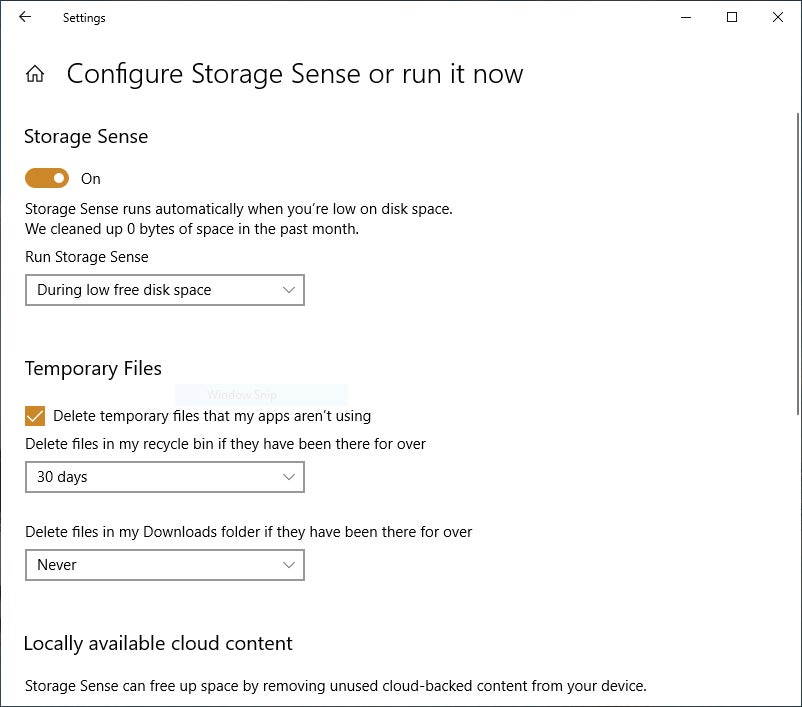 Settings
Configure Storage Sense or run it now
Storage Sense
On
Storage Sense runs automatically when you’re low on disk space.
We cleaned up 0 bytes of space in the past month.
Run Storage Sense
During low free disk space
Temporary Files
Window Snip
Delete temporary files that my apps aren’t using
Delete files in my recycle bin if they have been there for over
30 days
Delete files in my Downloads folder if they have been there for over
Never
Locally available cloud content
Storage Sense can free up space by removing unused cloud-backed content from your device.